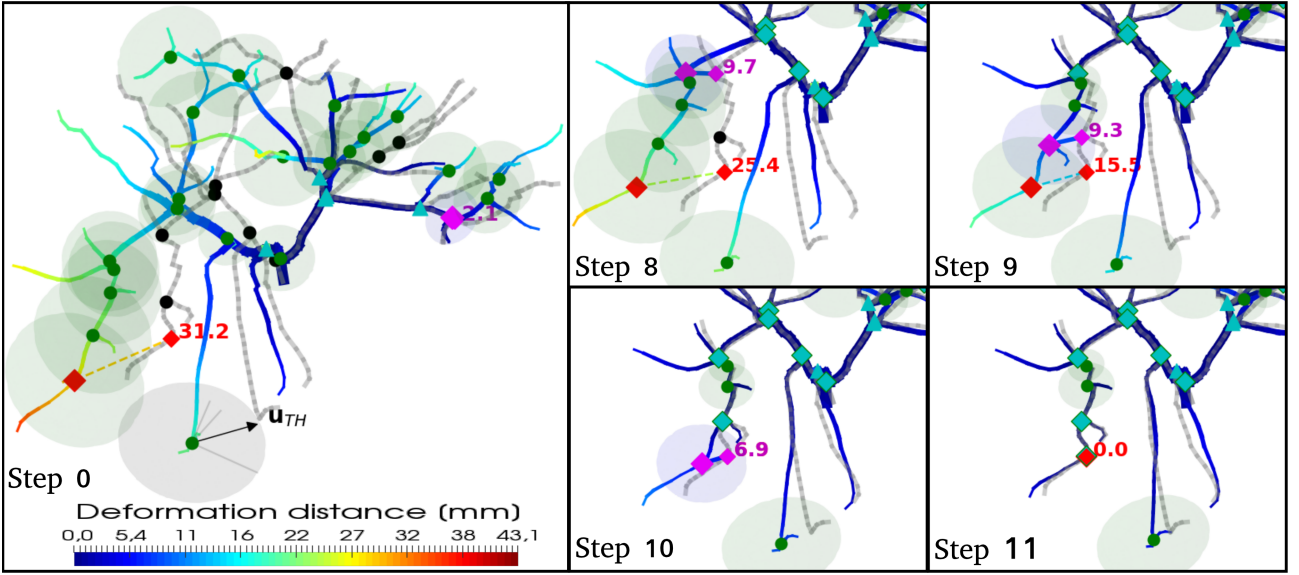 2.1
31.2
uTH
Step 0
Deformation distance (mm)
0,0 5,4 11 16 22 27 32 38 43,1
9.7
25.4
Step 8
9.3
15.5
Step 9
6.9
Step 10
0.0
Step 11